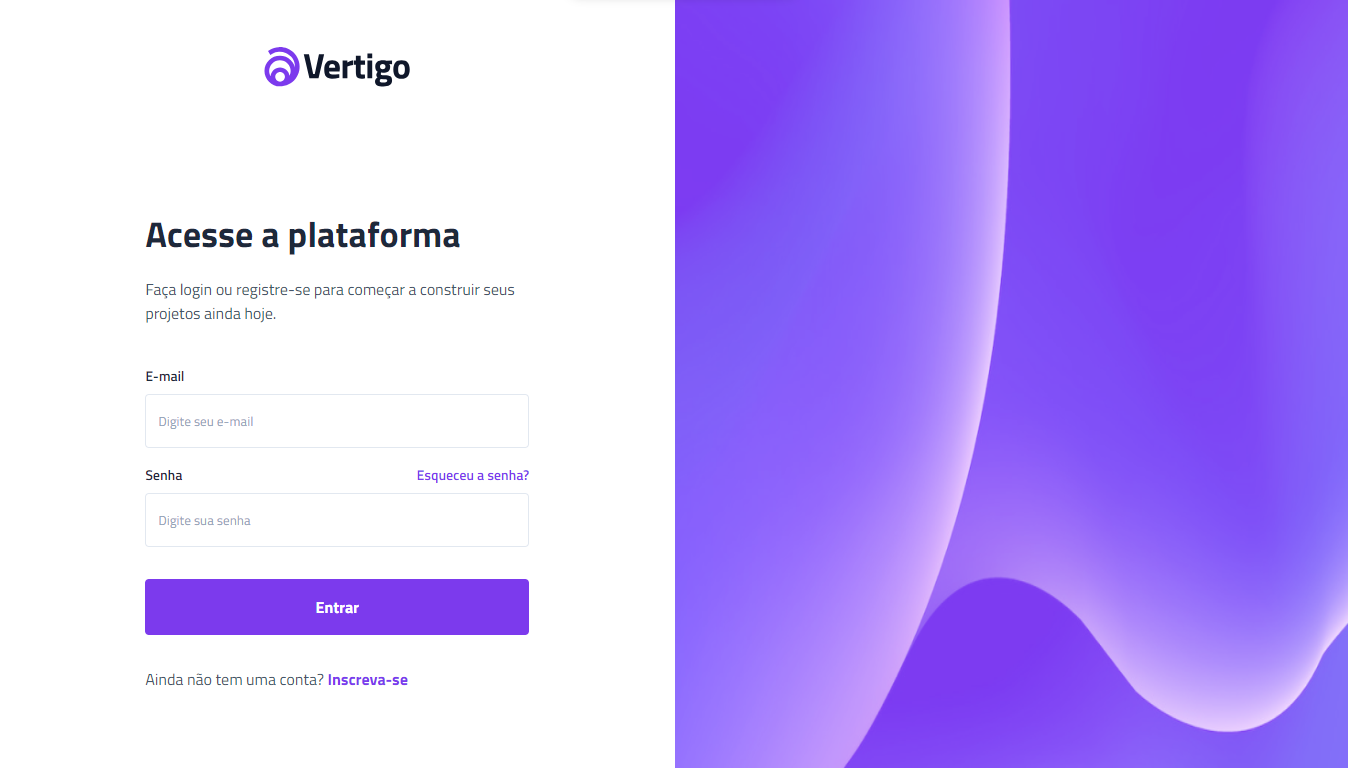 Vertigo
Acesse a plataforma
Faça login ou registre-se para começar a construir seus
projetos ainda hoje.
E-mail
Digite seu e-mail
Senha
Esqueceu a senha?
Digite sua senha
Entrar
Ainda não tem uma conta? Inscreva-se